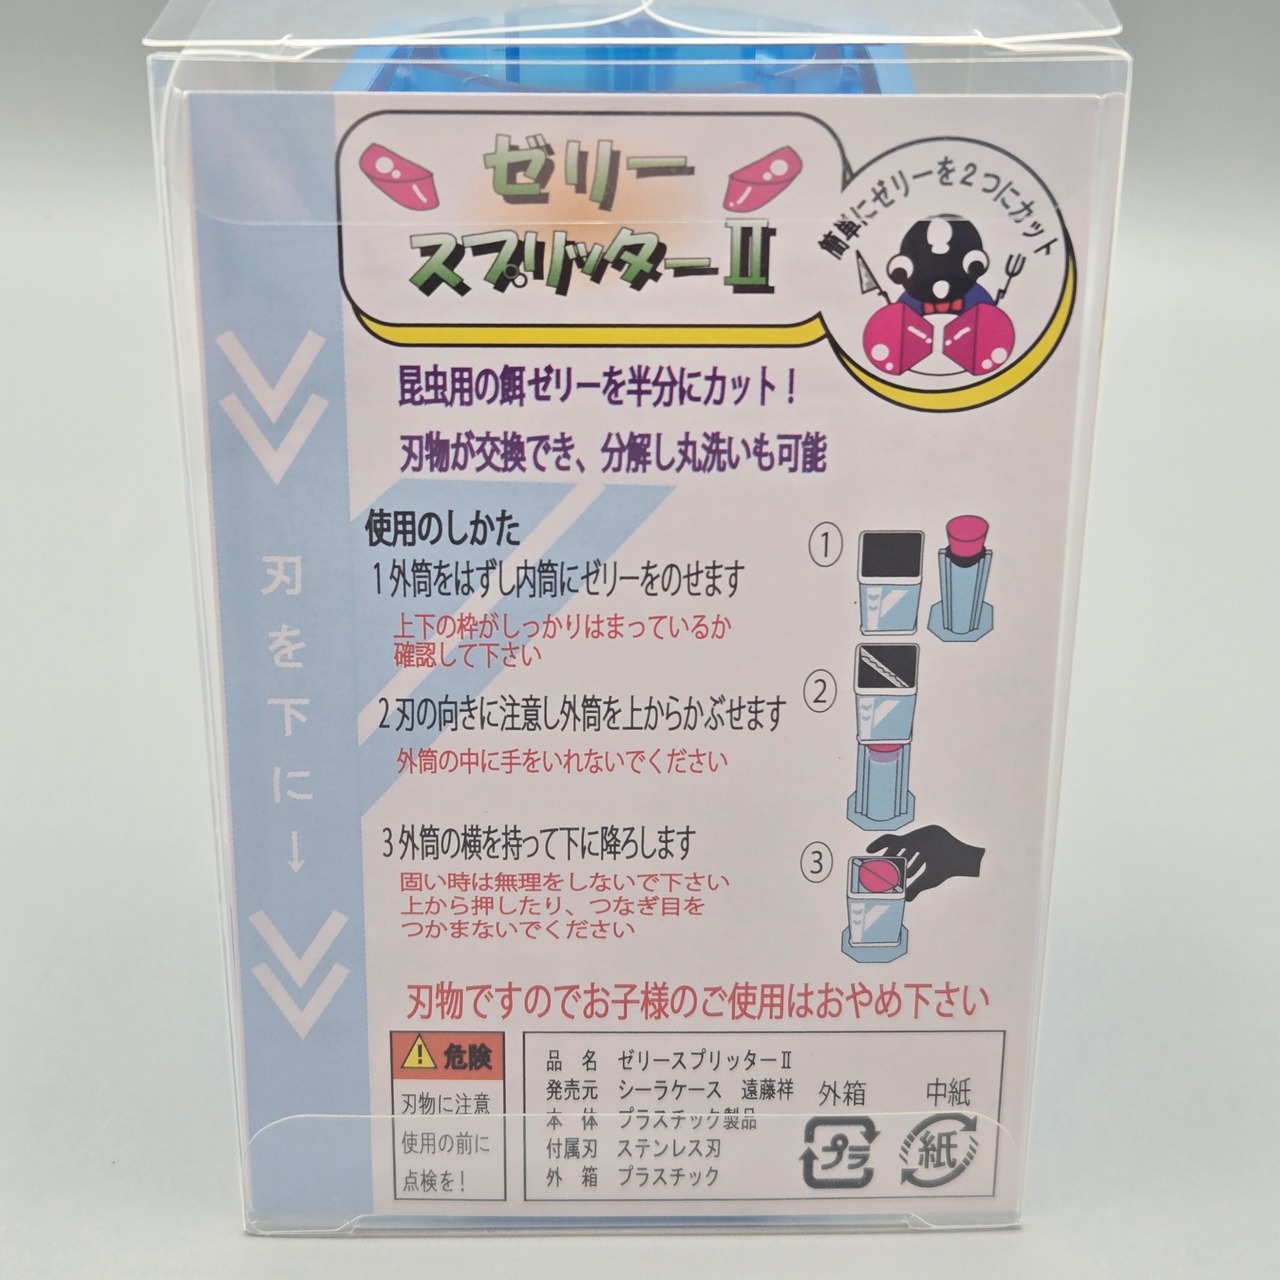 ゼリー
スプリッターⅡ
簡単にゼリーを２つにカット
昆虫用の餌ゼリーを半分にカット！
刃物が交換でき、分解し丸洗いも可能
使用のしかた
１外筒をはずし内筒にゼリーをのせます
上下の枠がしっかりはまっているか
確認して下さい
２刃の向きに注意し外筒を上からかぶせます
外筒の中に手をいれないでください
３外筒の横を持って下に降ろします
固い時は無理をしないで下さい
上から押したり、つなぎ目を
つかまないでください
①
②
③
刃を下に→
刃物ですのでお子様のご使用はおやめ下さい
危険
刃物に注意
使用の前に
点検を！
品 名 ゼリースプリッターⅡ
発売元 シーラケース 遠藤祥
本 体 プラスチック製品
付属刃 ステンレス刃
外 箱 プラスチック
外箱 中紙
プラ 紙